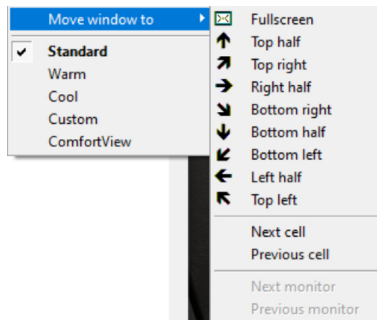 Move window to
Standard
Warm
Cool
Custom
ComfortView
Fullscreen
Top half
Top right
Right half
Bottom right
Bottom half
Bottom left
Left half
Top left
Next cell
Previous cell
Next monitor
Previous monitor